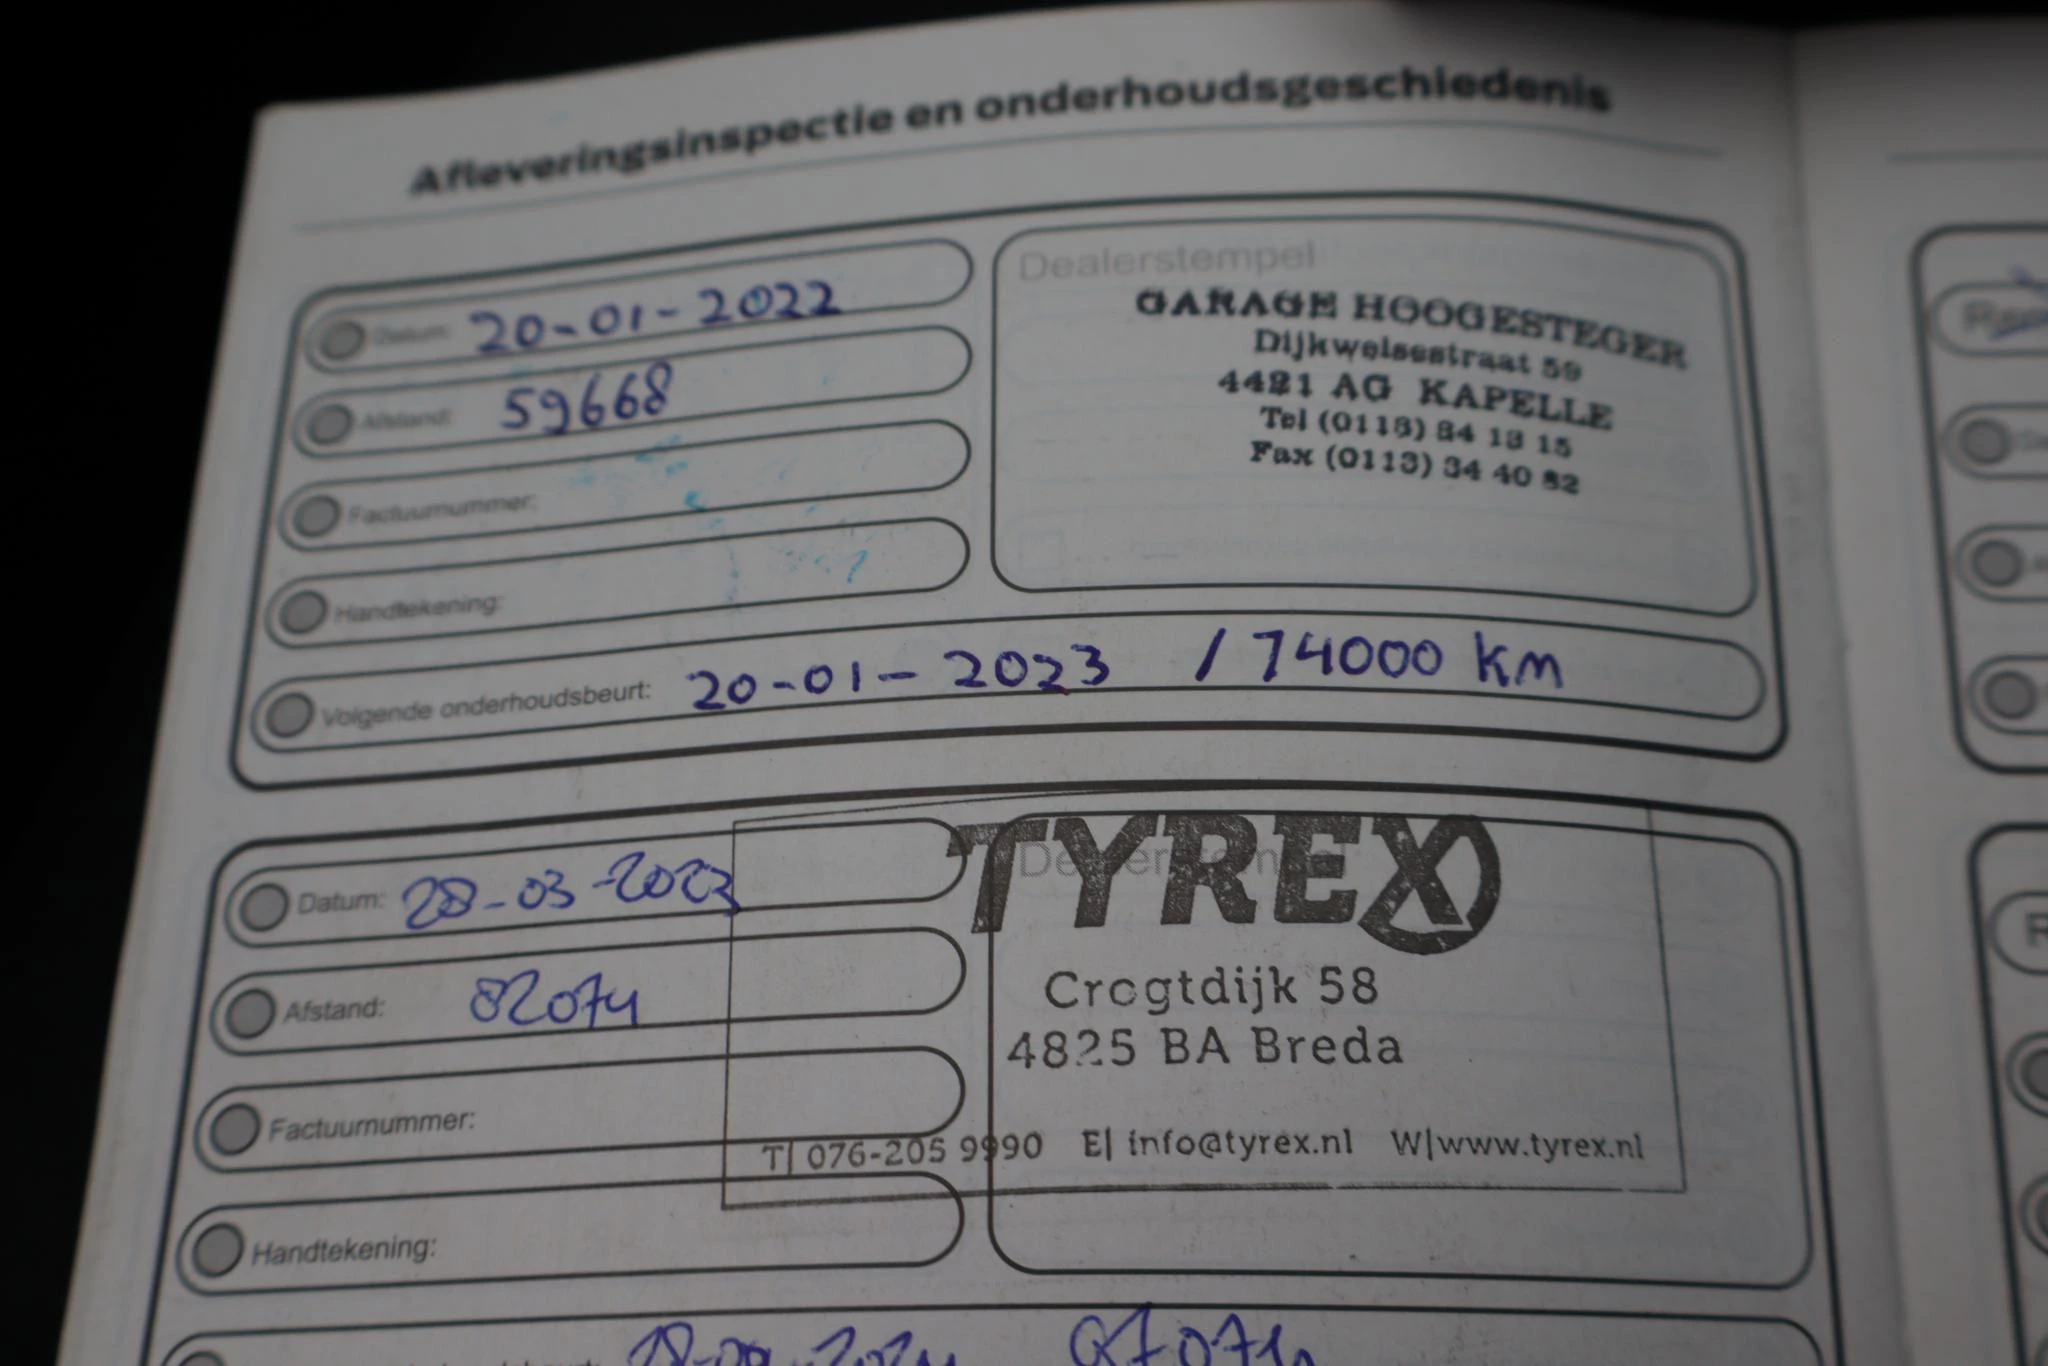 Afleveringsinspectie en onderhoudsgeschiedenis
Datum: 20-01-2022
Afstand: 59668
Factuurnummer:
Handtekening:
Dealerstempel
GARAGE HOOGESTEGER
Dijkwelsestraat 59
4421 AG KAPELLE
Tel (0113) 34 13 15
Fax (0113) 34 40 82
Volgende onderhoudsbeurt: 20-01-2023 / 74000 km
Datum: 28-03-2023
Afstand: 82074
Factuurnummer:
Handtekening:
TYREX
Crogtdijk 58
4825 BA Breda
T| 076-205 9990 E| info@tyrex.nl W|www.tyrex.nl